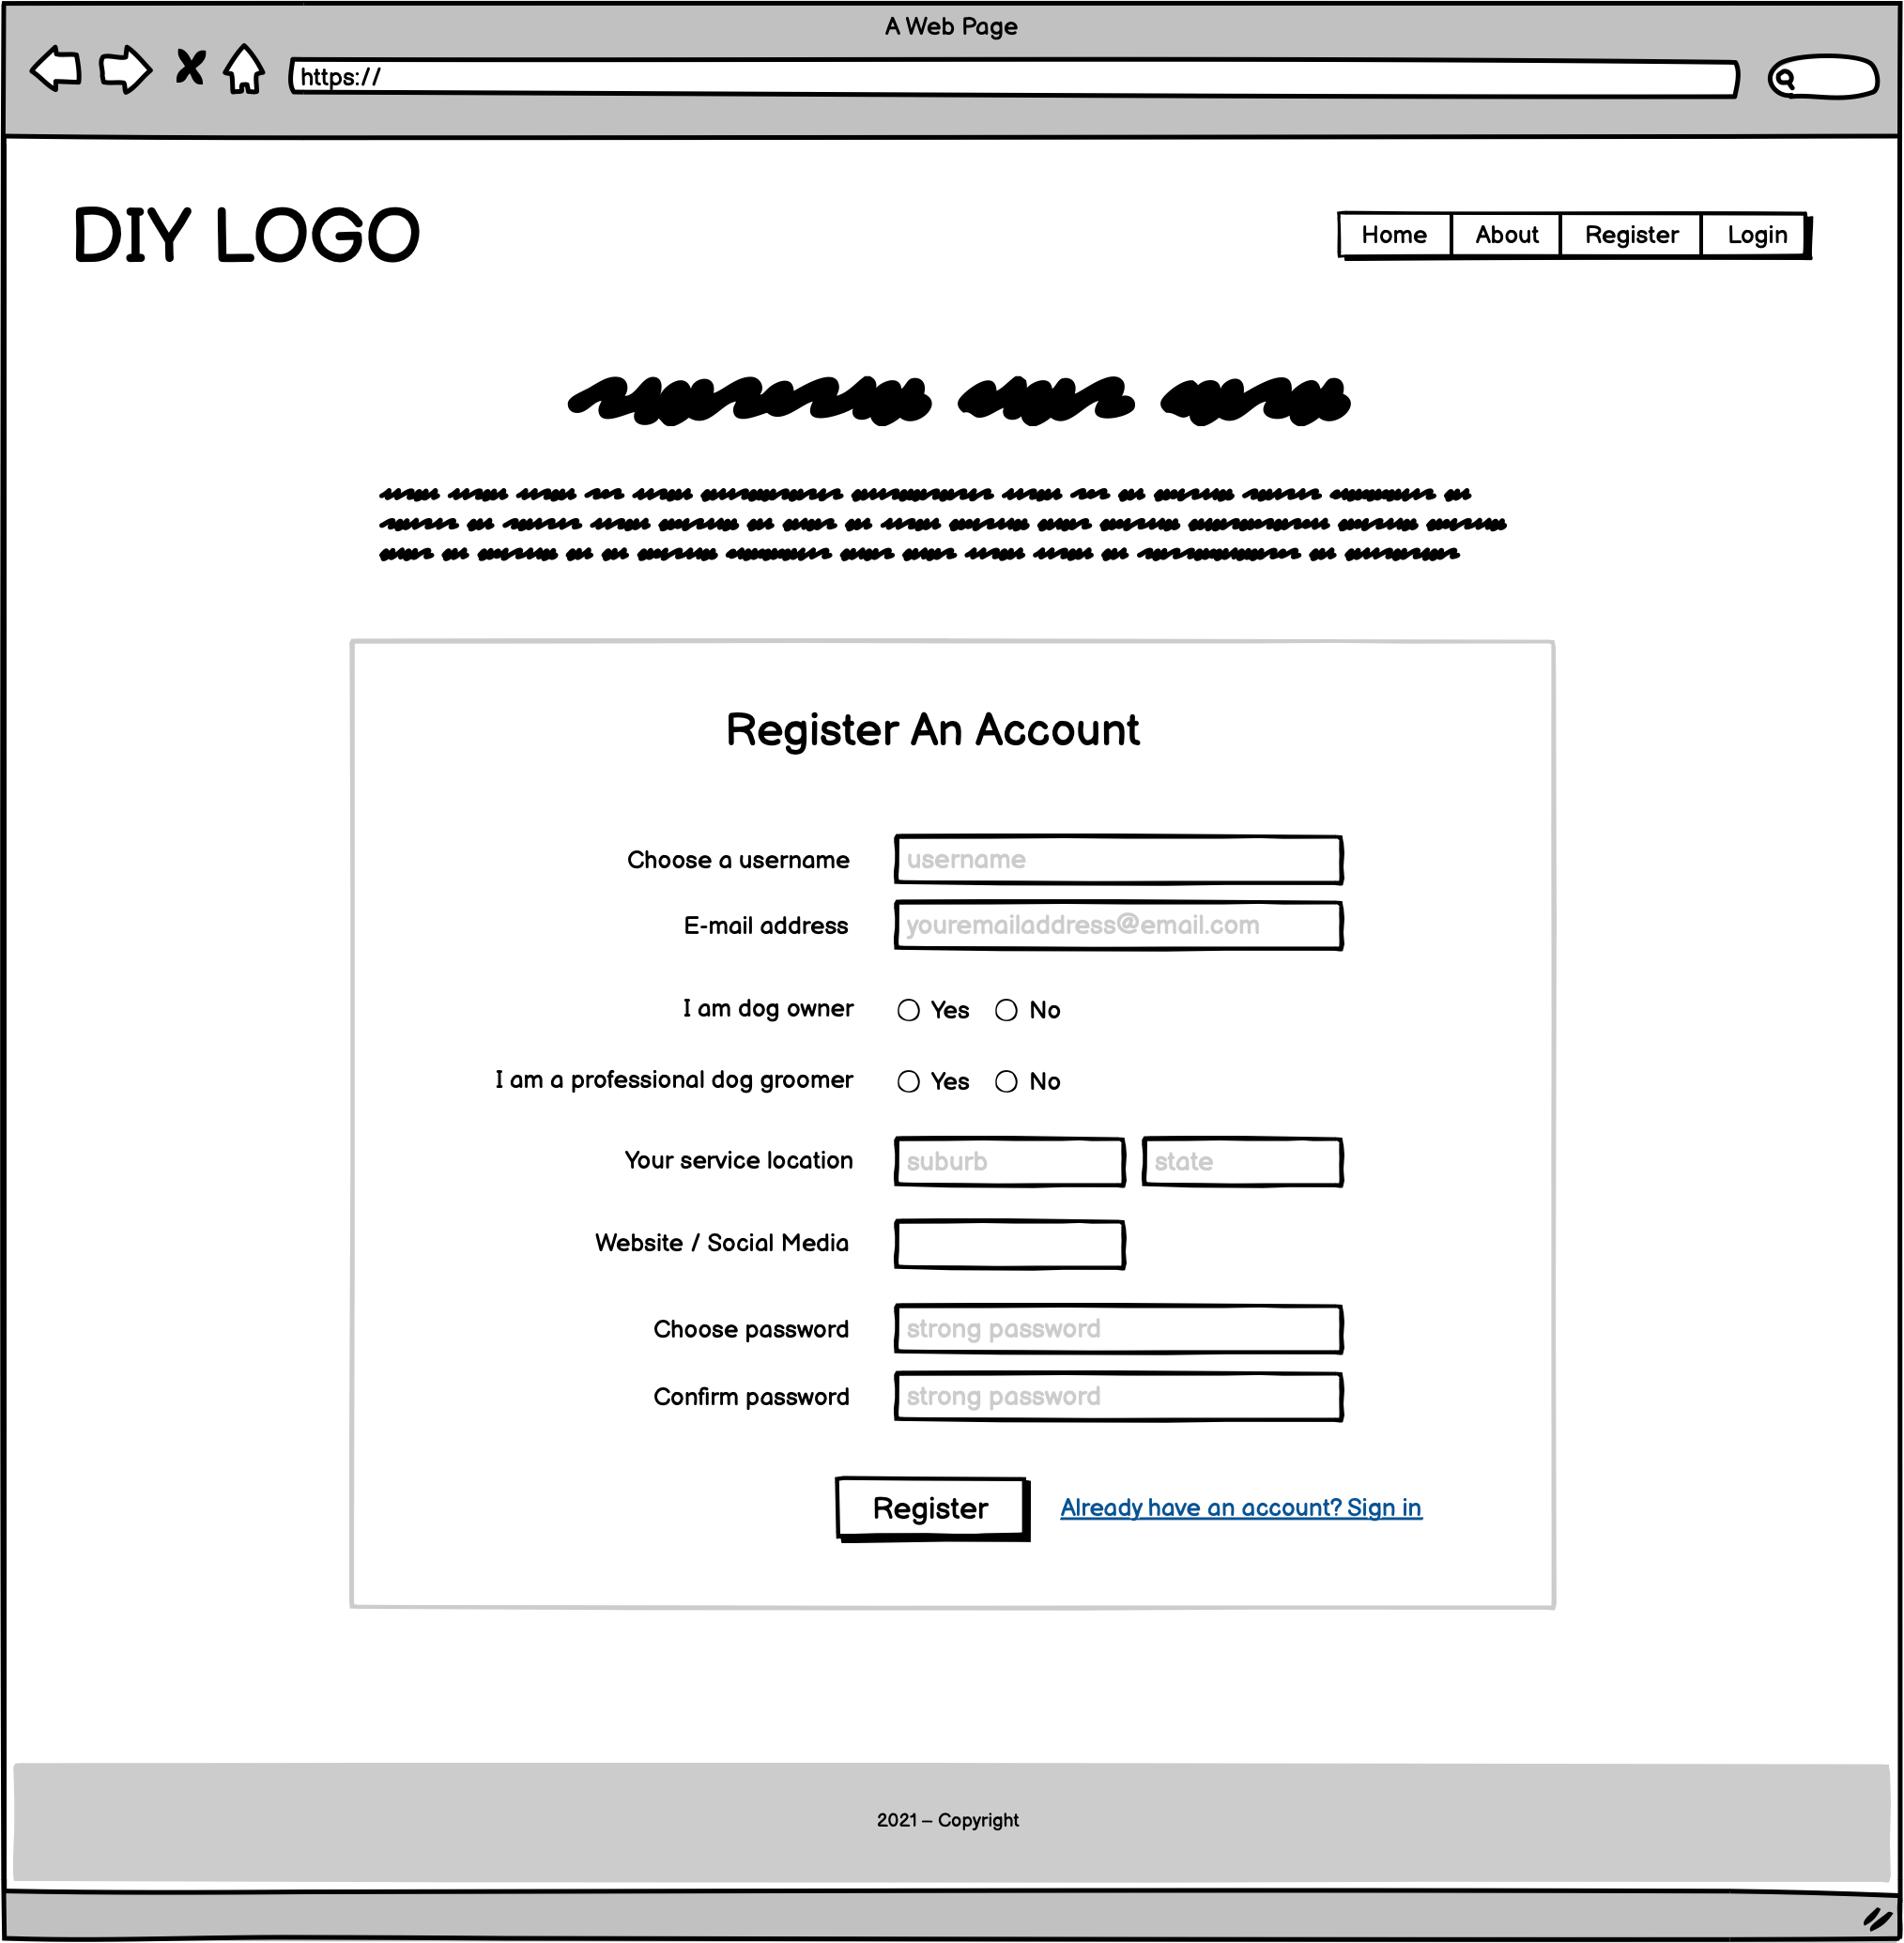 A Web Page
https://
DIY LOGO
Home About Register Login
Register An Account
Choose a username username
E-mail address youremailaddress@email.com
I am dog owner Yes No
I am a professional dog groomer Yes No
Your service location suburb state
Website / Social Media
Choose password strong password
Confirm password strong password
Register Already have an account? Sign in
2021 – Copyright